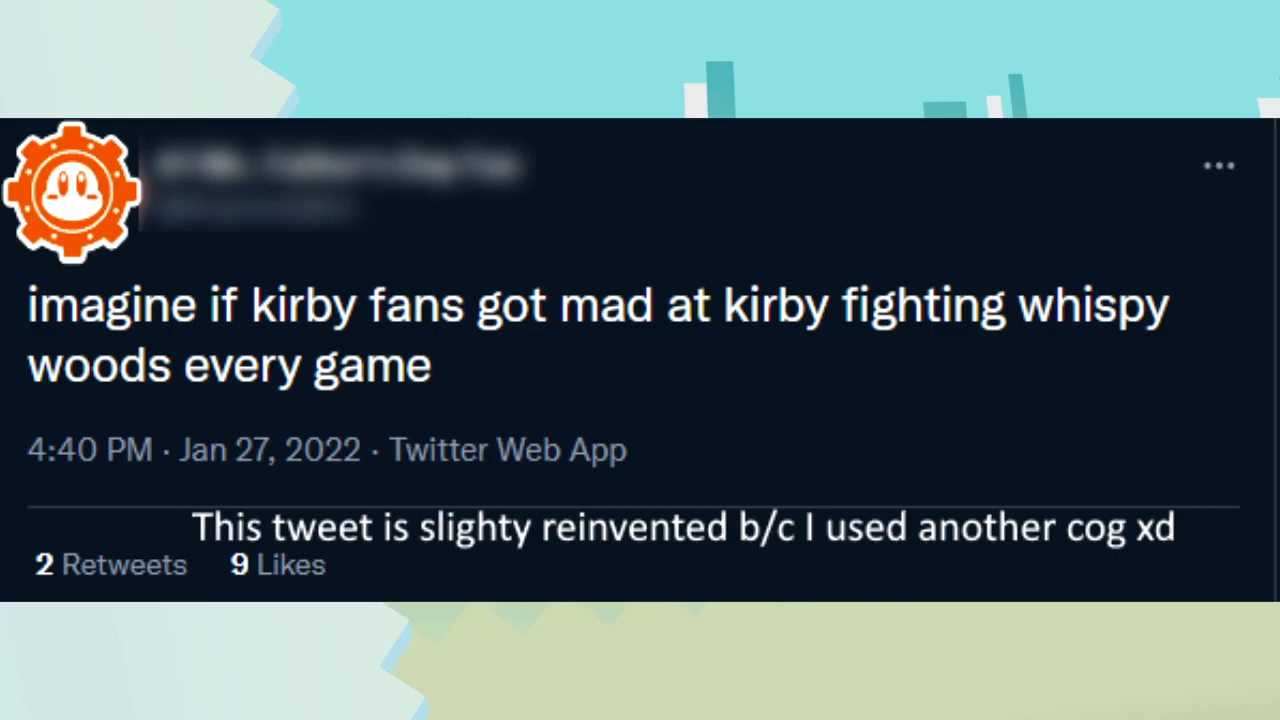 imagine if kirby fans got mad at kirby fighting whispy
woods every game
4:40 PM · Jan 27, 2022 · Twitter Web App
This tweet is slighty reinvented b/c I used another cog xd
2 Retweets 9 Likes